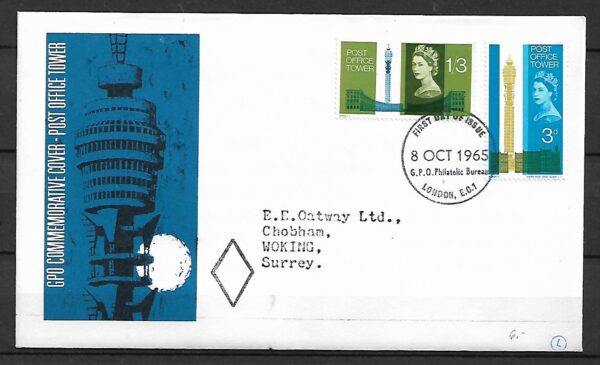 GPO COMMEMORATIVE COVER · POST OFFICE TOWER
POST
OFFICE
TOWER
1/3
POST
OFFICE
TOWER
3d
FIRST DAY OF ISSUE
8 OCT 1965
G.P.O. Philatelic Bureau
LONDON, E.C.1
E.E.Oatway Ltd.,
Chobham,
WOKING,
Surrey.
6.-
L